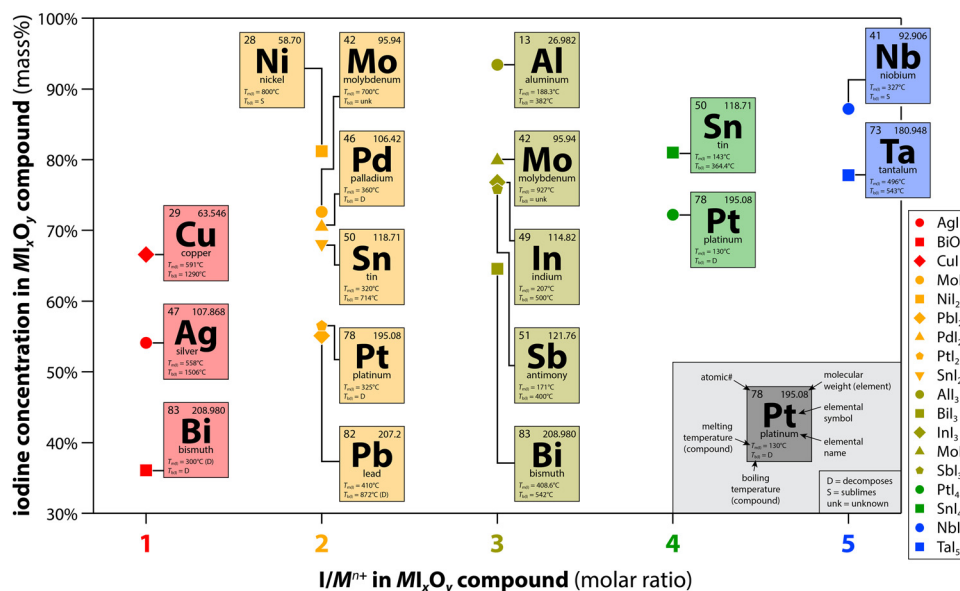 iodine concentration in MIxOy compound (mass%)
100%
90%
80%
70%
60%
50%
40%
30%
1
2
3
4
5
I/Mn+ in MIxOy compound (molar ratio)
29 63.546
Cu
copper
Tmlt = 591°C
Tboil = 1290°C
47 107.868
Ag
silver
Tmlt = 558°C
Tboil = 1506°C
83 208.980
Bi
bismuth
Tmlt = 300°C (D)
Tboil = D
28 58.70
Ni
nickel
Tmlt = 800°C
Tboil = S
42 95.94
Mo
molybdenum
Tmlt = 700°C
Tboil = unk
46 106.42
Pd
palladium
Tmlt = 360°C
Tboil = D
50 118.71
Sn
tin
Tmlt = 320°C
Tboil = 714°C
78 195.08
Pt
platinum
Tmlt = 325°C
Tboil = D
82 207.2
Pb
lead
Tmlt = 410°C
Tboil = 872°C (D)
13 26.982
Al
aluminum
Tmlt = 188.3°C
Tboil = 382°C
42 95.94
Mo
molybdenum
Tmlt = 927°C
Tboil = unk
49 114.82
In
indium
Tmlt = 207°C
Tboil = 500°C
51 121.76
Sb
antimony
Tmlt = 171°C
Tboil = 400°C
83 208.980
Bi
bismuth
Tmlt = 408.6°C
Tboil = 542°C
50 118.71
Sn
tin
Tmlt = 143°C
Tboil = 364.4°C
78 195.08
Pt
platinum
Tmlt = 130°C
Tboil = D
41 92.906
Nb
niobium
Tmlt = 327°C
Tboil = S
73 180.948
Ta
tantalum
Tmlt = 496°C
Tboil = 543°C
atomic#
molecular
weight (element)
78 195.08
Pt
platinum
Tmlt = 130°C
Tboil = D
elemental
symbol
elemental
name
melting
temperature
(compound)
boiling
temperature
(compound)
D = decomposes
S = sublimes
unk = unknown
AgI
BiO
CuI
MoI
NiI2
PbI2
PdI2
PtI2
SnI2
AlI3
BiI3
InI3
MoI
SbI3
PtI4
SnI4
NbI
TaI5